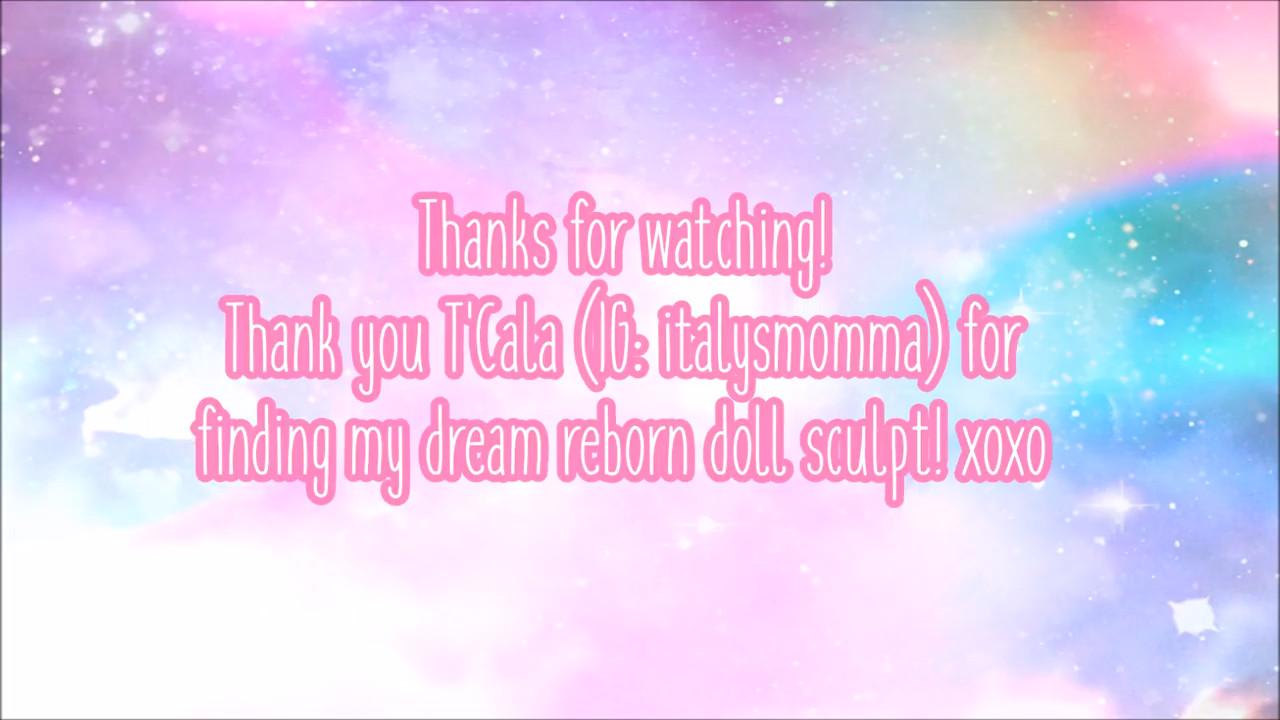 Thanks for watching!
Thank you T'Cala (IG: italysmomma) for
finding my dream reborn doll sculpt! xoxo